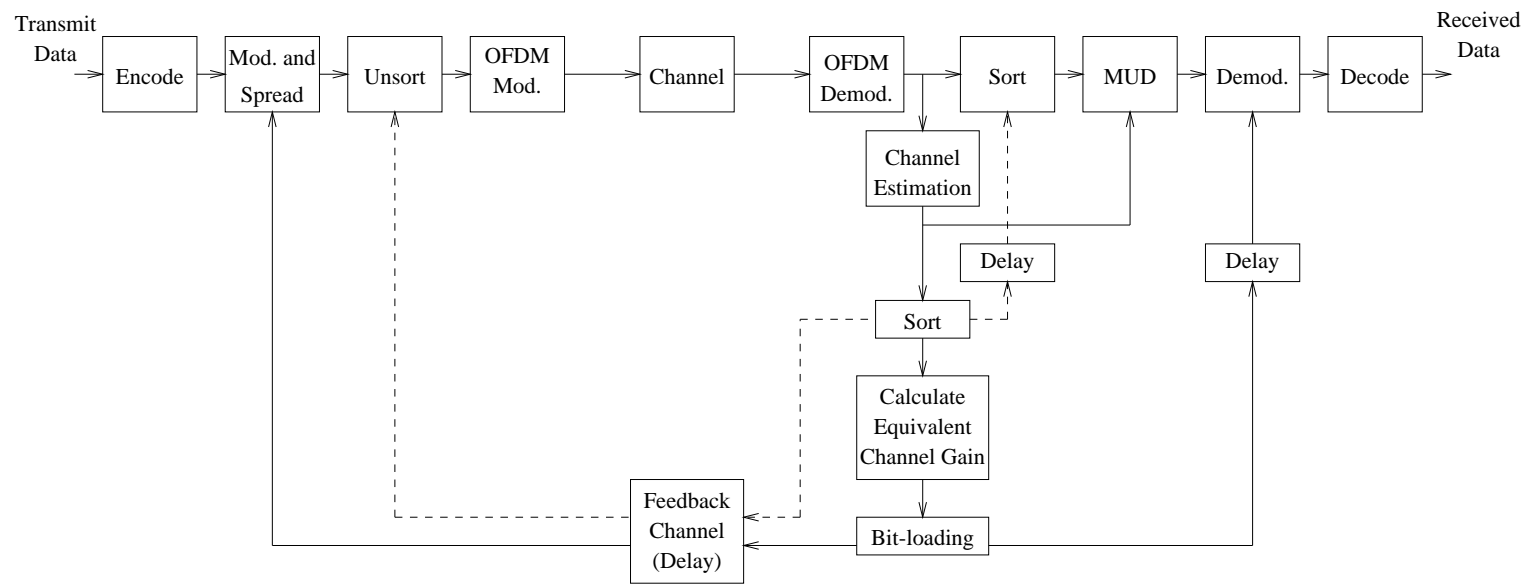 Transmit
Data
Encode
Mod. and
Spread
Unsort
OFDM
Mod.
Channel
OFDM
Demod.
Sort
MUD
Demod.
Decode
Received
Data
Channel
Estimation
Delay
Delay
Sort
Calculate
Equivalent
Channel Gain
Feedback
Channel
(Delay)
Bit-loading